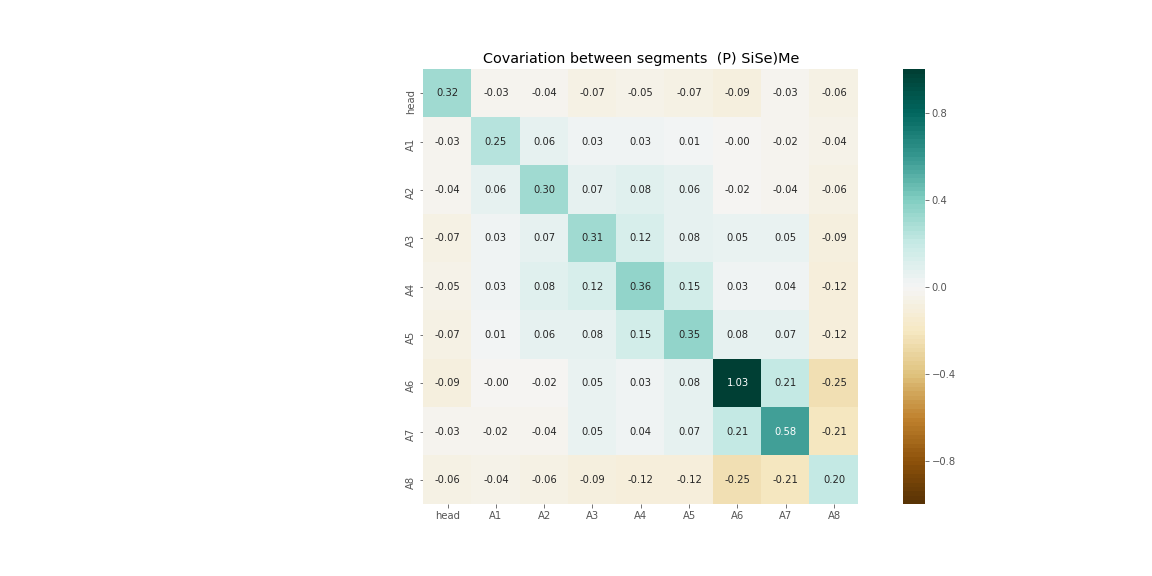 Covariation between segments  (P) SiSe)Me
head 0.32 -0.03 -0.04 -0.07 -0.05 -0.07 -0.09 -0.03 -0.06
A1 -0.03 0.25 0.06 0.03 0.03 0.01 -0.00 -0.02 -0.04
A2 -0.04 0.06 0.30 0.07 0.08 0.06 -0.02 -0.04 -0.06
A3 -0.07 0.03 0.07 0.31 0.12 0.08 0.05 0.05 -0.09
A4 -0.05 0.03 0.08 0.12 0.36 0.15 0.03 0.04 -0.12
A5 -0.07 0.01 0.06 0.08 0.15 0.35 0.08 0.07 -0.12
A6 -0.09 -0.00 -0.02 0.05 0.03 0.08 1.03 0.21 -0.25
A7 -0.03 -0.02 -0.04 0.05 0.04 0.07 0.21 0.58 -0.21
A8 -0.06 -0.04 -0.06 -0.09 -0.12 -0.12 -0.25 -0.21 0.20
head A1 A2 A3 A4 A5 A6 A7 A8
0.8
0.4
0.0
−0.4
−0.8